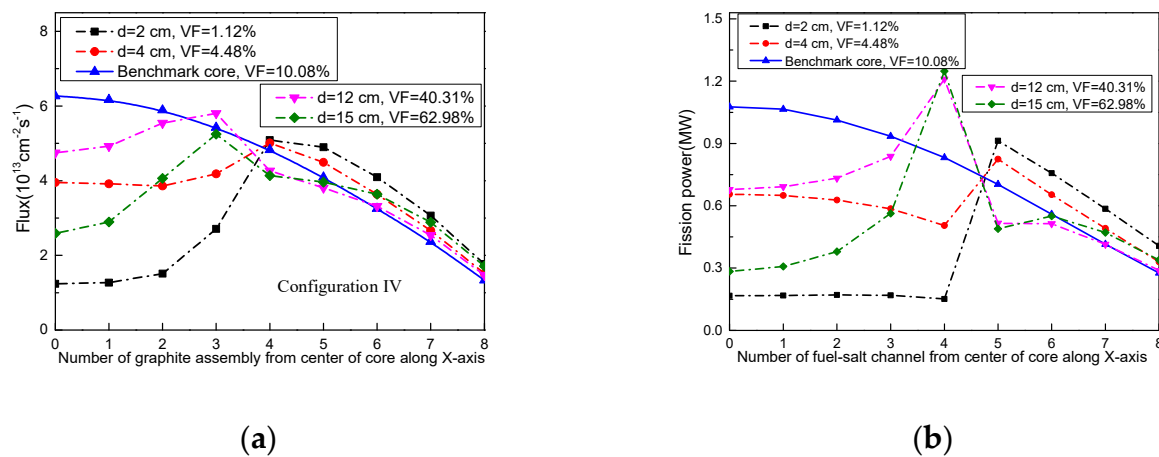 d=2 cm, VF=1.12%
d=4 cm, VF=4.48%
Benchmark core, VF=10.08%
d=12 cm, VF=40.31%
d=15 cm, VF=62.98%
8
6
4
2
0
Flux(10¹³cm⁻²s⁻¹)
Configuration IV
0 1 2 3 4 5 6 7 8
Number of graphite assembly from center of core along X-axis
(a)
d=2 cm, VF=1.12%
d=4 cm, VF=4.48%
Benchmark core, VF=10.08%
d=12 cm, VF=40.31%
d=15 cm, VF=62.98%
1.5
1.2
0.9
0.6
0.3
0.0
Fission power(MW)
0 1 2 3 4 5 6 7 8
Number of fuel-salt channel from center of core along X-axis
(b)